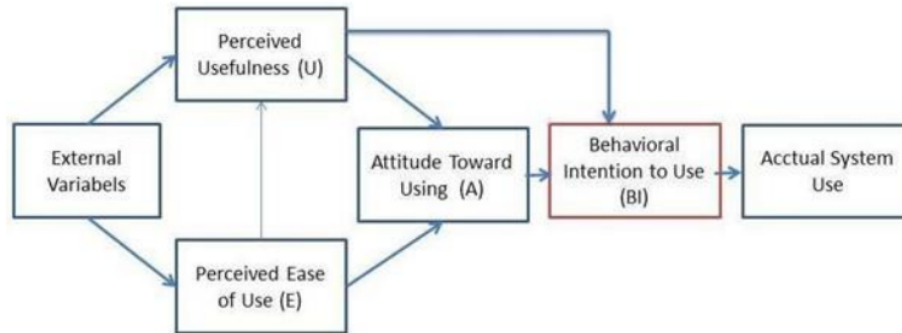 Perceived
Usefulness (U)
External
Variabels
Attitude Toward
Using (A)
Behavioral
Intention to Use
(BI)
Acctual System
Use
Perceived Ease
of Use (E)